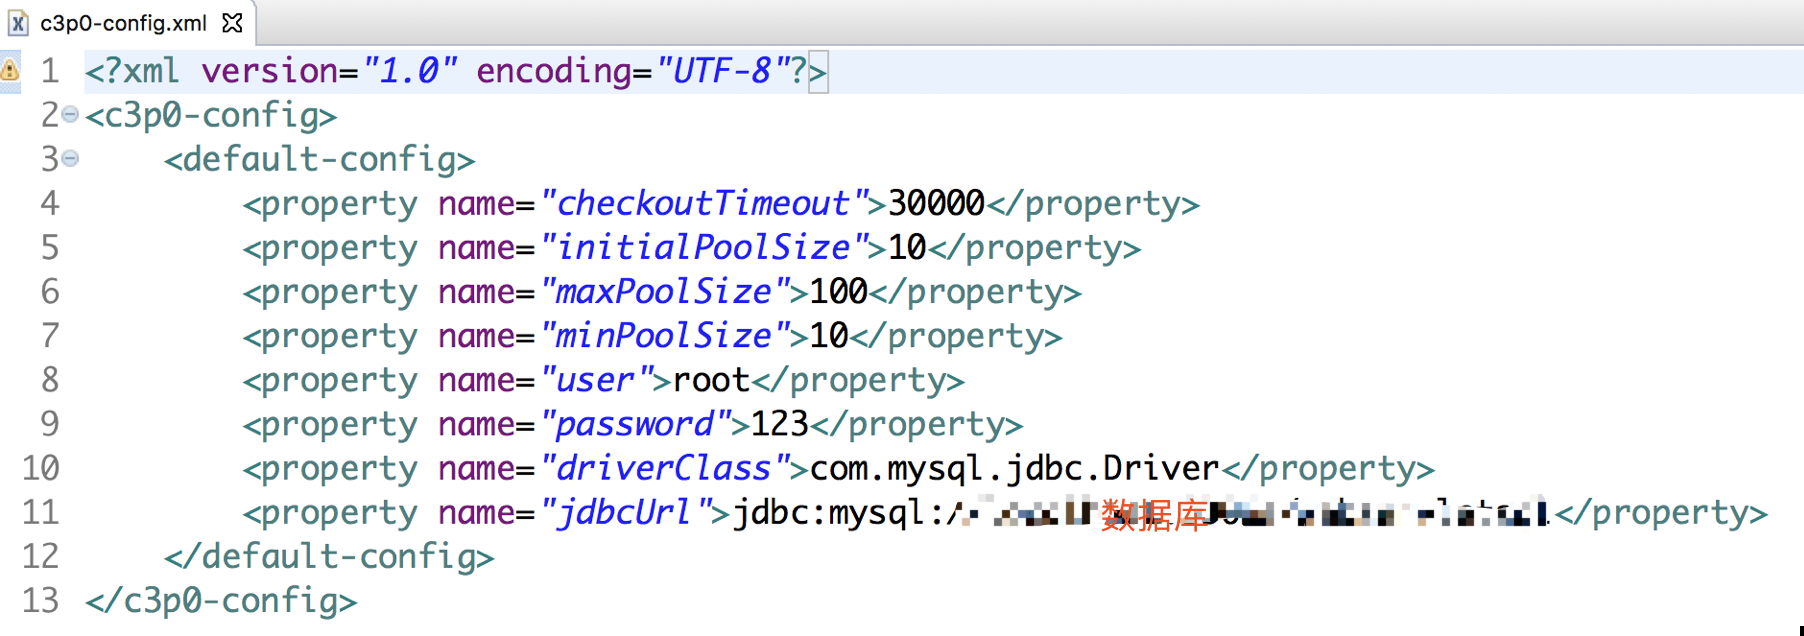 c3p0-config.xml
1 <?xml version="1.0" encoding="UTF-8"?>
2 <c3p0-config>
3 <default-config>
4 <property name="checkoutTimeout">30000</property>
5 <property name="initialPoolSize">10</property>
6 <property name="maxPoolSize">100</property>
7 <property name="minPoolSize">10</property>
8 <property name="user">root</property>
9 <property name="password">123</property>
10 <property name="driverClass">com.mysql.jdbc.Driver</property>
11 <property name="jdbcUrl">jdbc:mysql:/ 数据库 </property>
12 </default-config>
13 </c3p0-config>